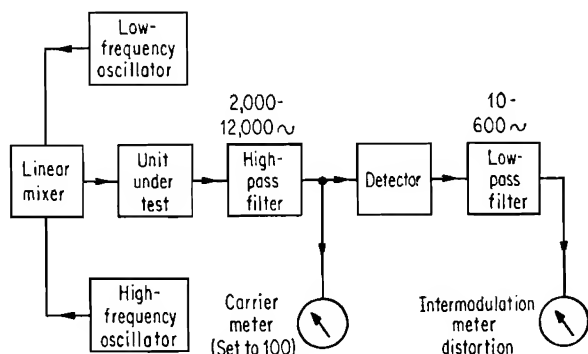 Low-
frequency
oscillator
2,000-
12,000~
10-
600~
Linear
mixer
Unit
under
test
High-
pass
filter
Detector
Low-
pass
filter
High-
frequency
oscillator
Carrier
meter
(Set to 100)
Intermodulation
meter
distortion